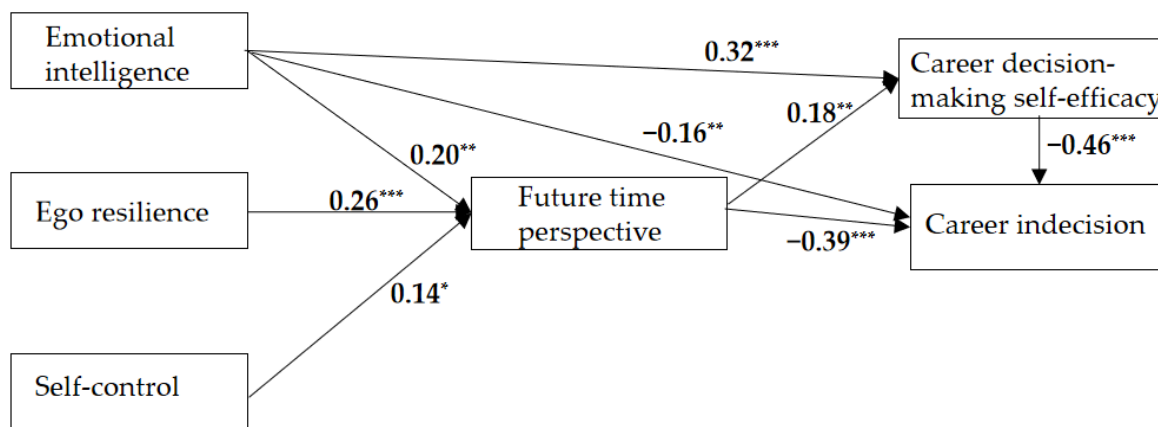 Emotional
intelligence
0.32***
Career decision-
making self-efficacy
0.18**
−0.16**
−0.46***
0.20**
Ego resilience
0.26***
Future time
perspective
Career indecision
−0.39***
0.14*
Self-control